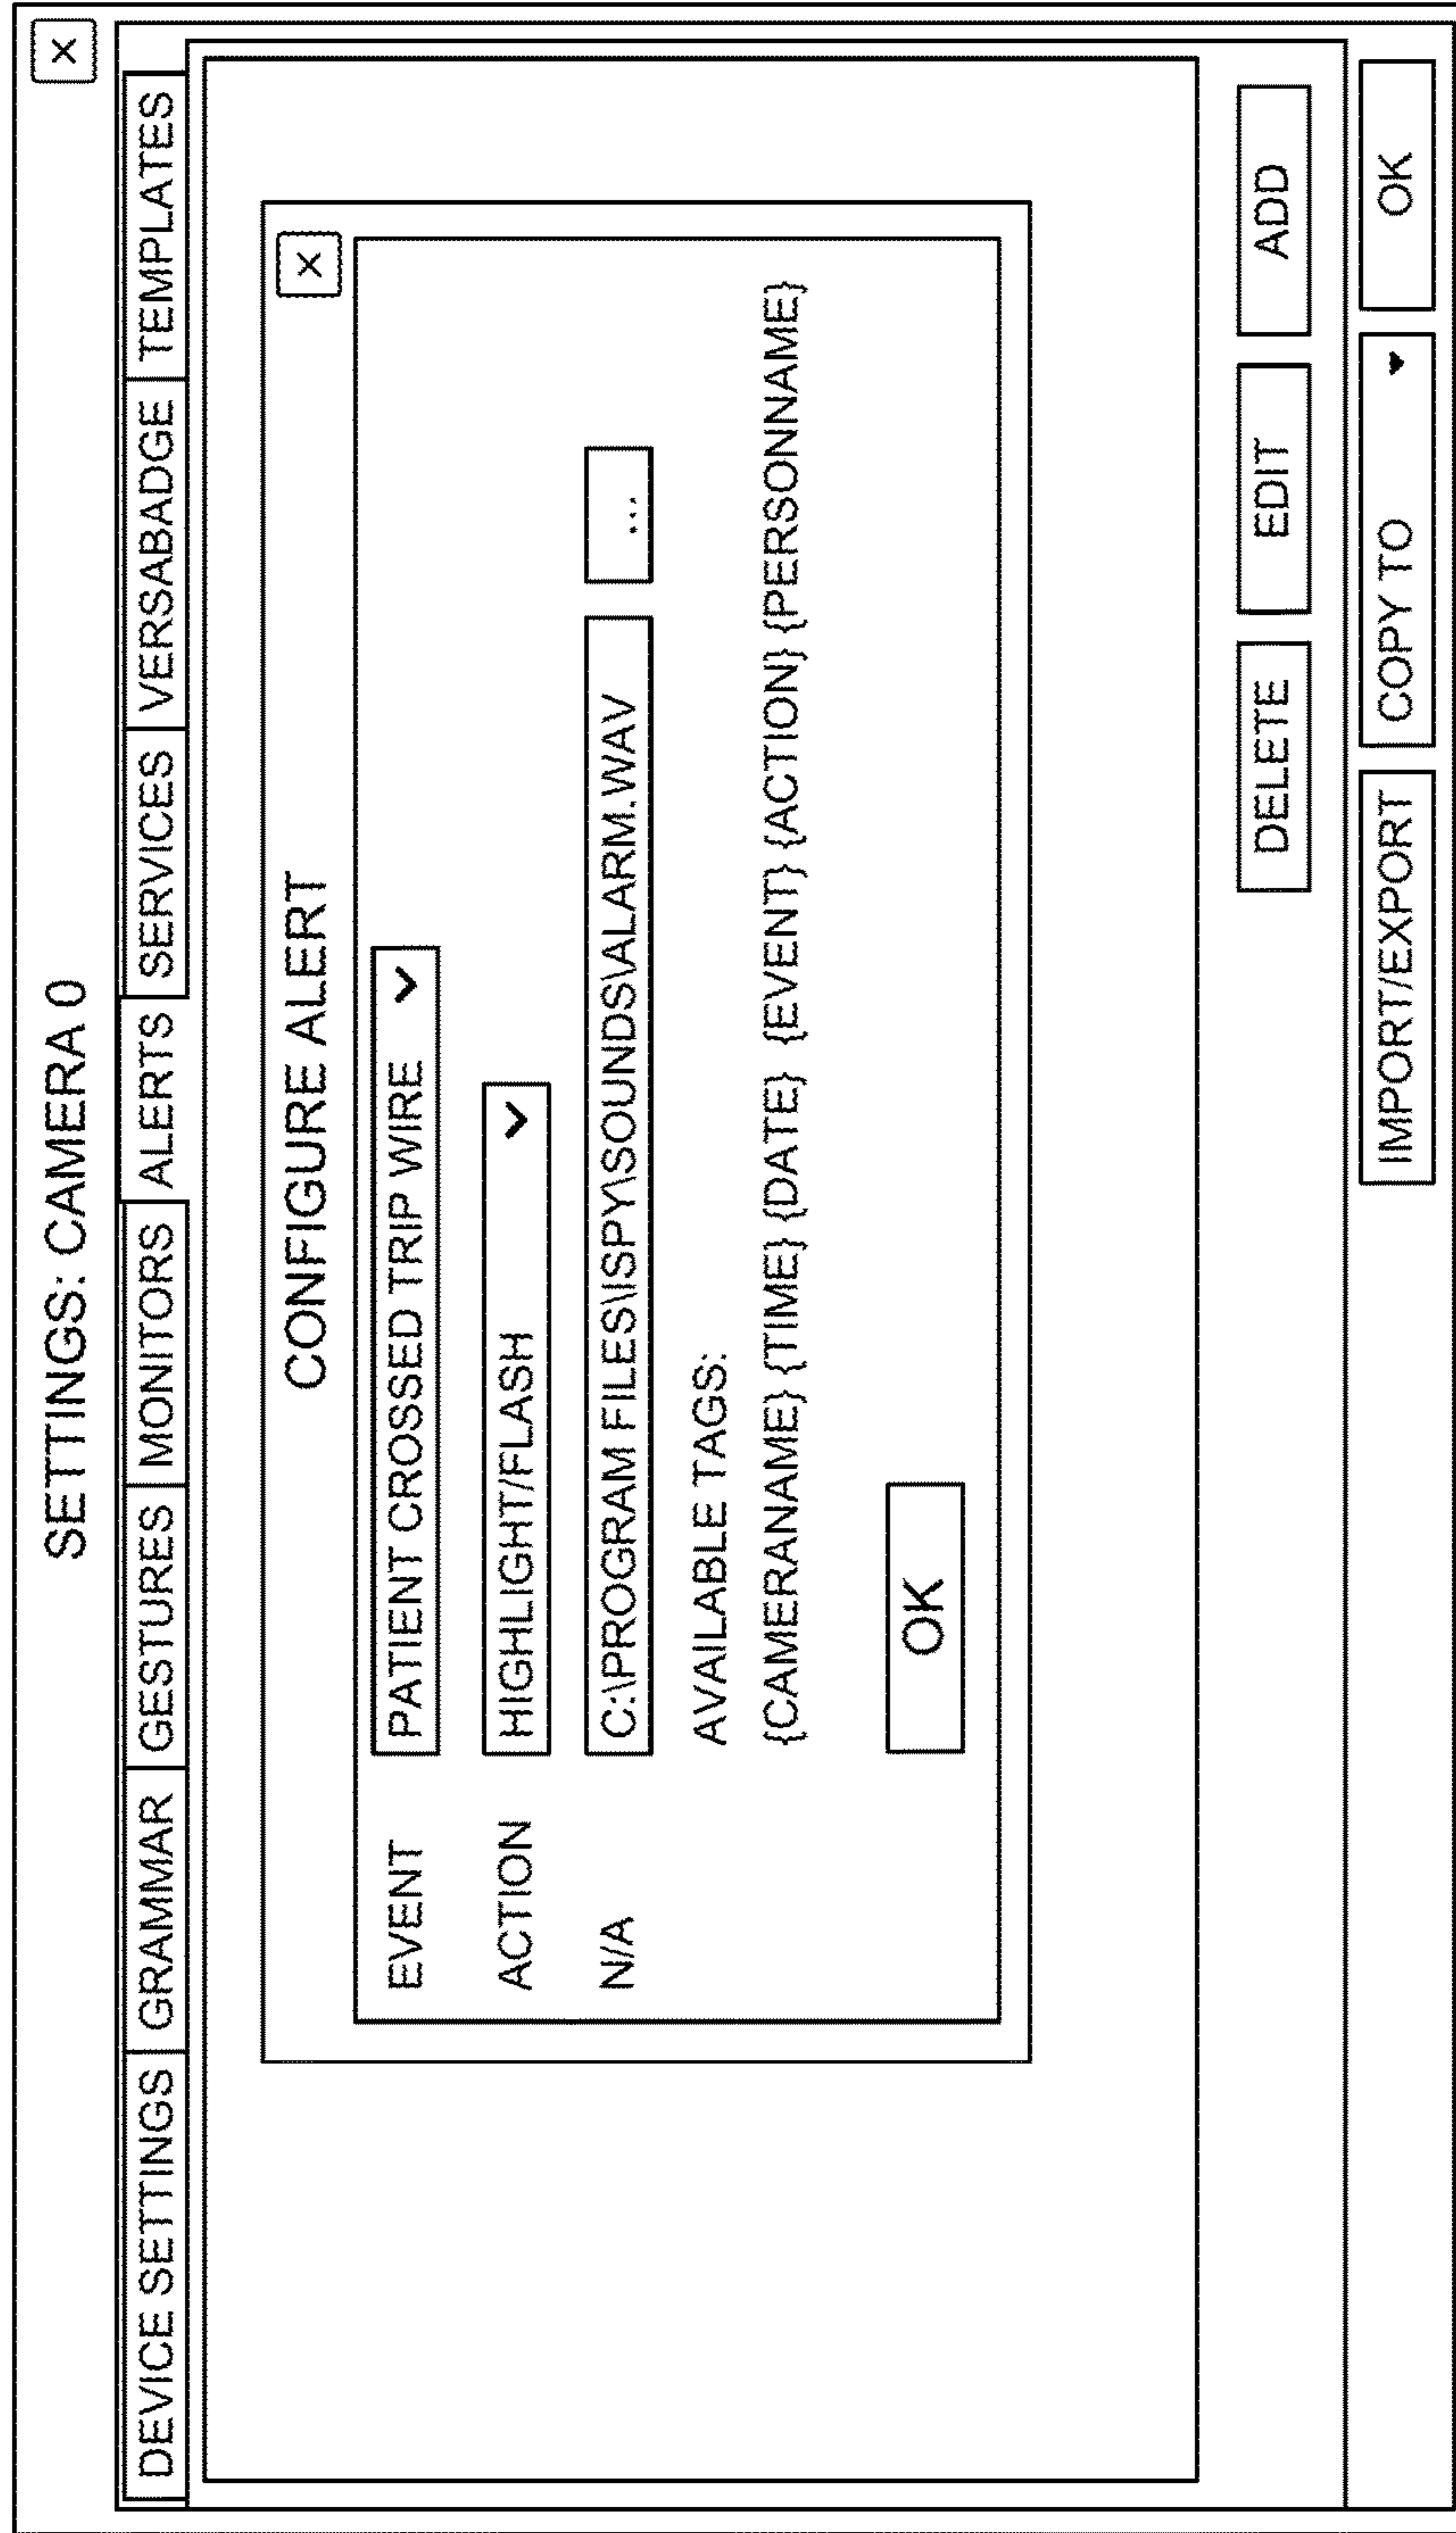 SETTINGS: CAMERA 0 ×
DEVICE SETTINGS GRAMMAR GESTURES MONITORS ALERTS SERVICES VERSABADGE TEMPLATES
CONFIGURE ALERT ×
EVENT PATIENT CROSSED TRIP WIRE
ACTION HIGHLIGHT/FLASH
N/A C:\PROGRAM FILES\ISPY\SOUNDS\ALARM.WAV ...
AVAILABLE TAGS:
{CAMERANAME} {TIME} {DATE} {EVENT} {ACTION} {PERSONNAME}
OK
DELETE EDIT ADD
IMPORT/EXPORT COPY TO OK